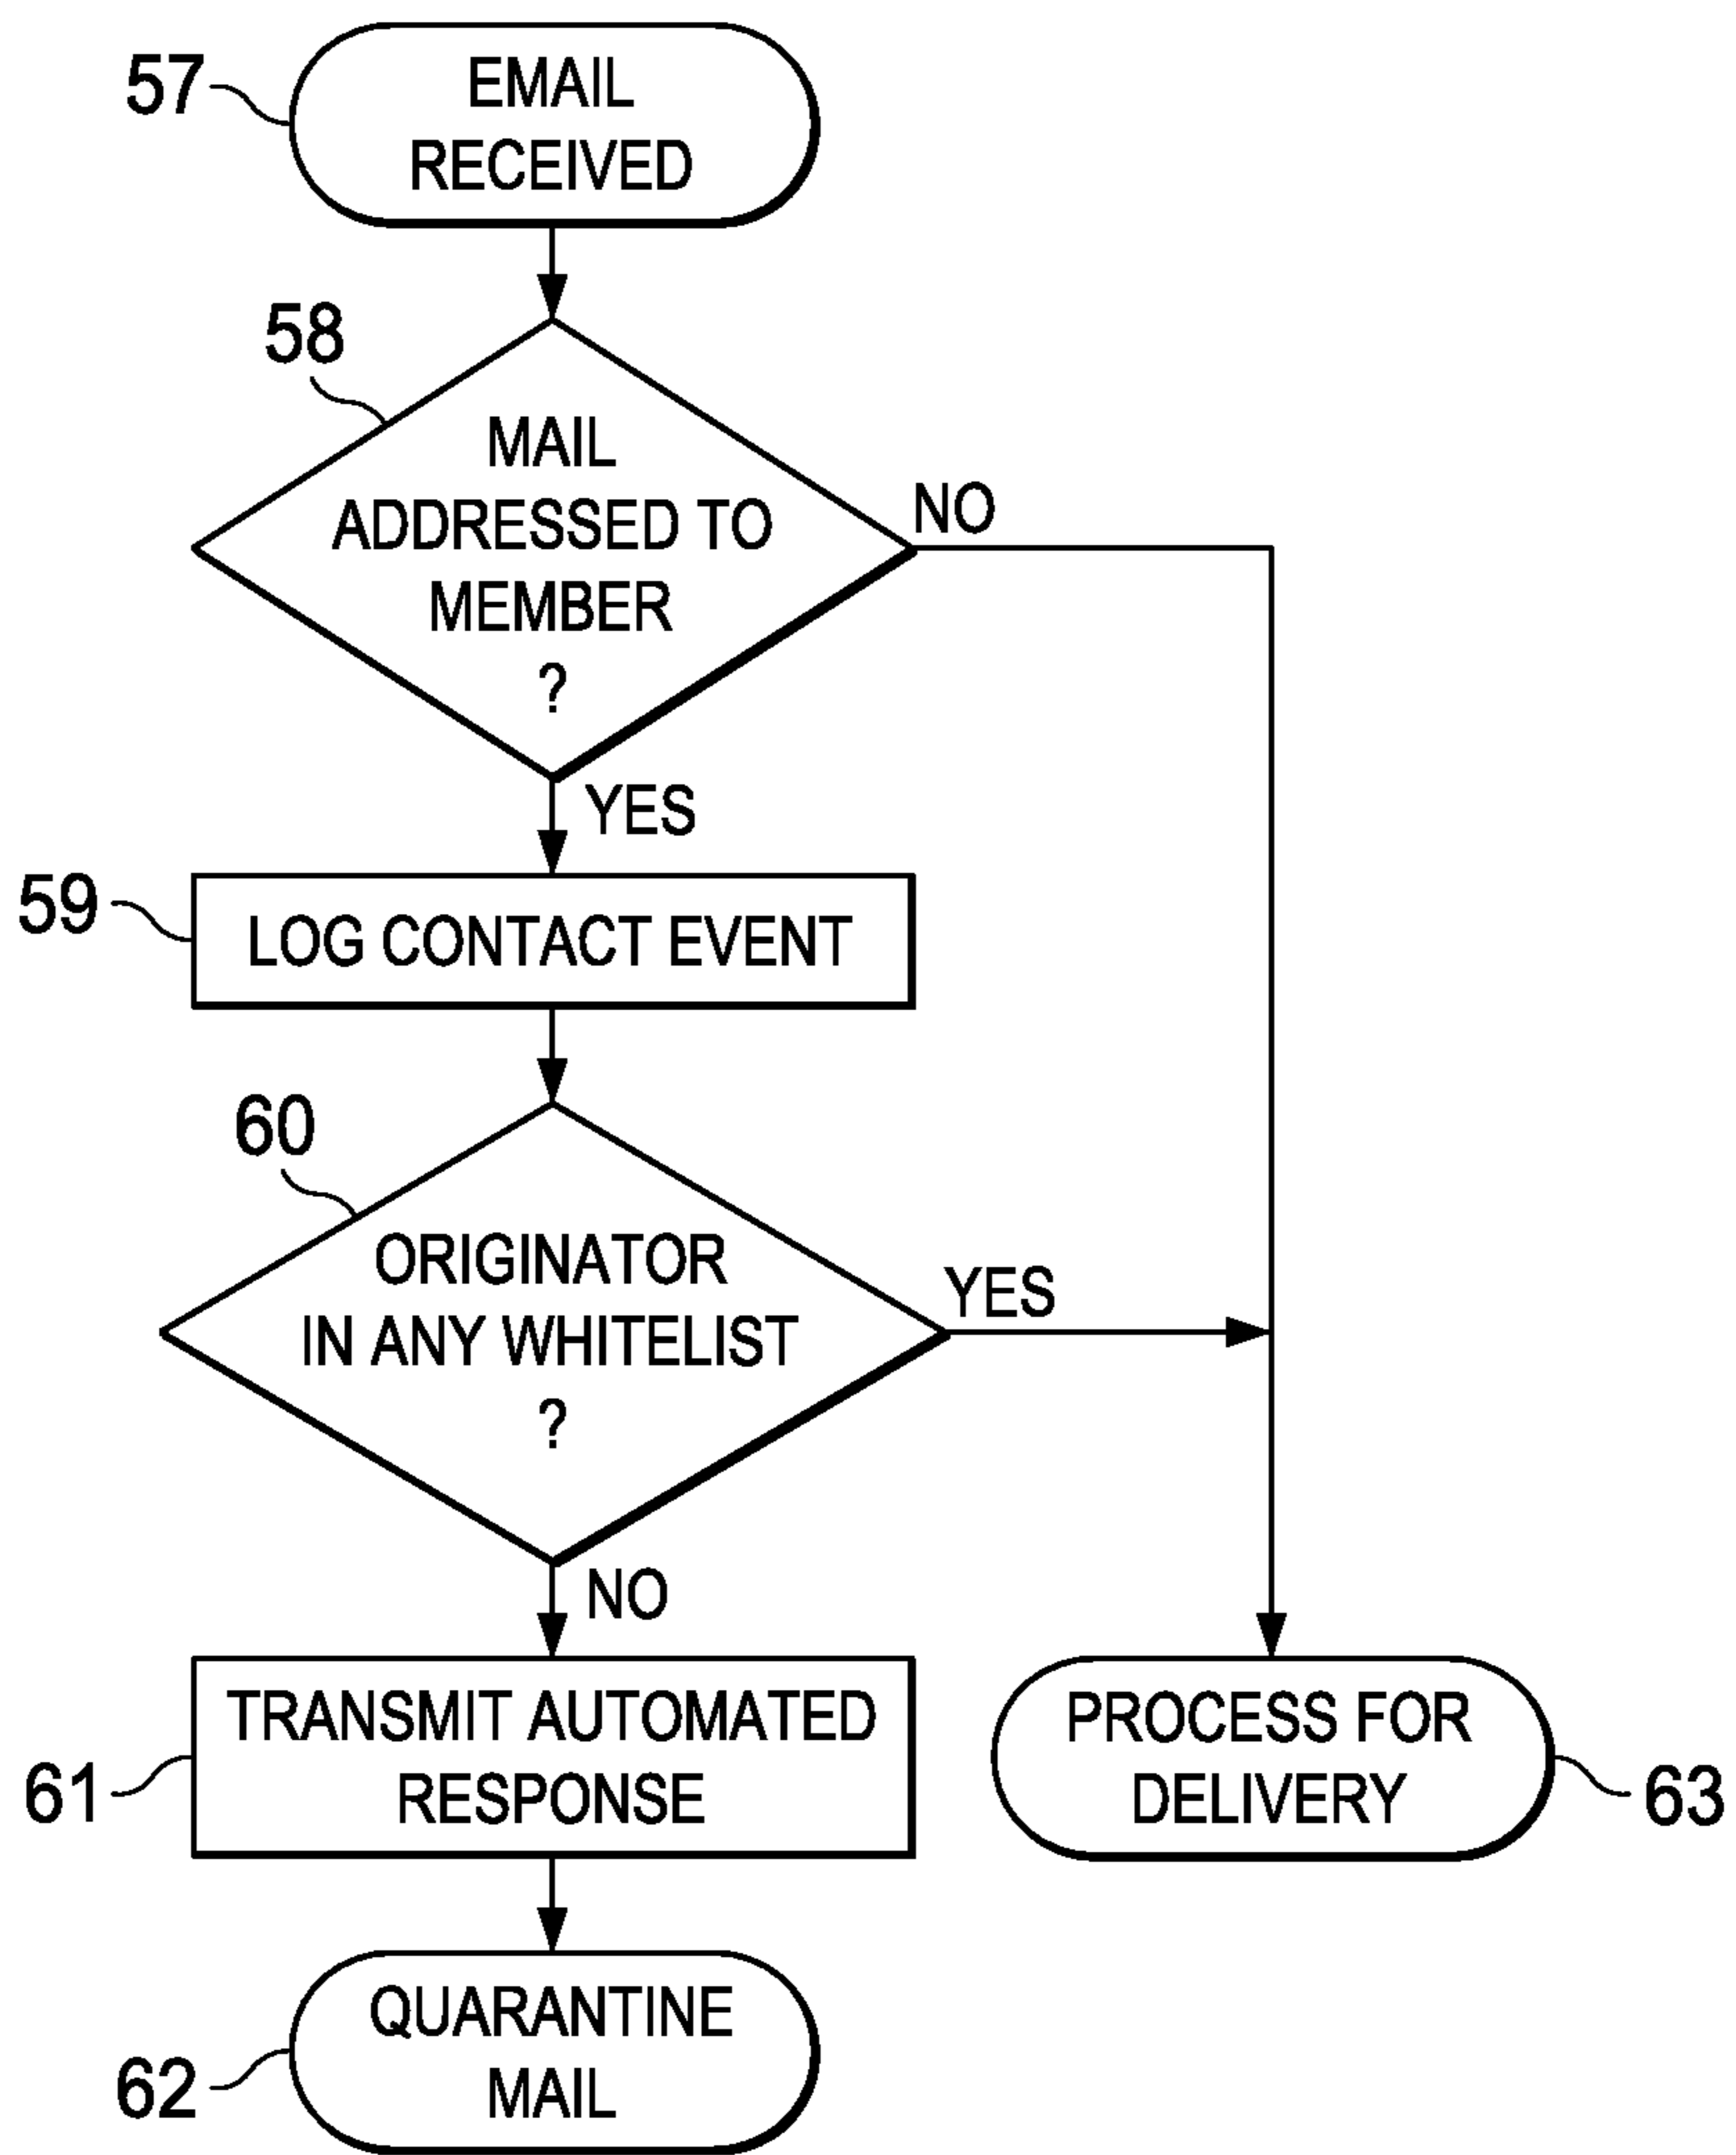 57
EMAIL
RECEIVED
58
MAIL
ADDRESSED TO
MEMBER
?
NO
YES
59
LOG CONTACT EVENT
60
ORIGINATOR
IN ANY WHITELIST
?
YES
NO
61
TRANSMIT AUTOMATED
RESPONSE
PROCESS FOR
DELIVERY
63
62
QUARANTINE
MAIL